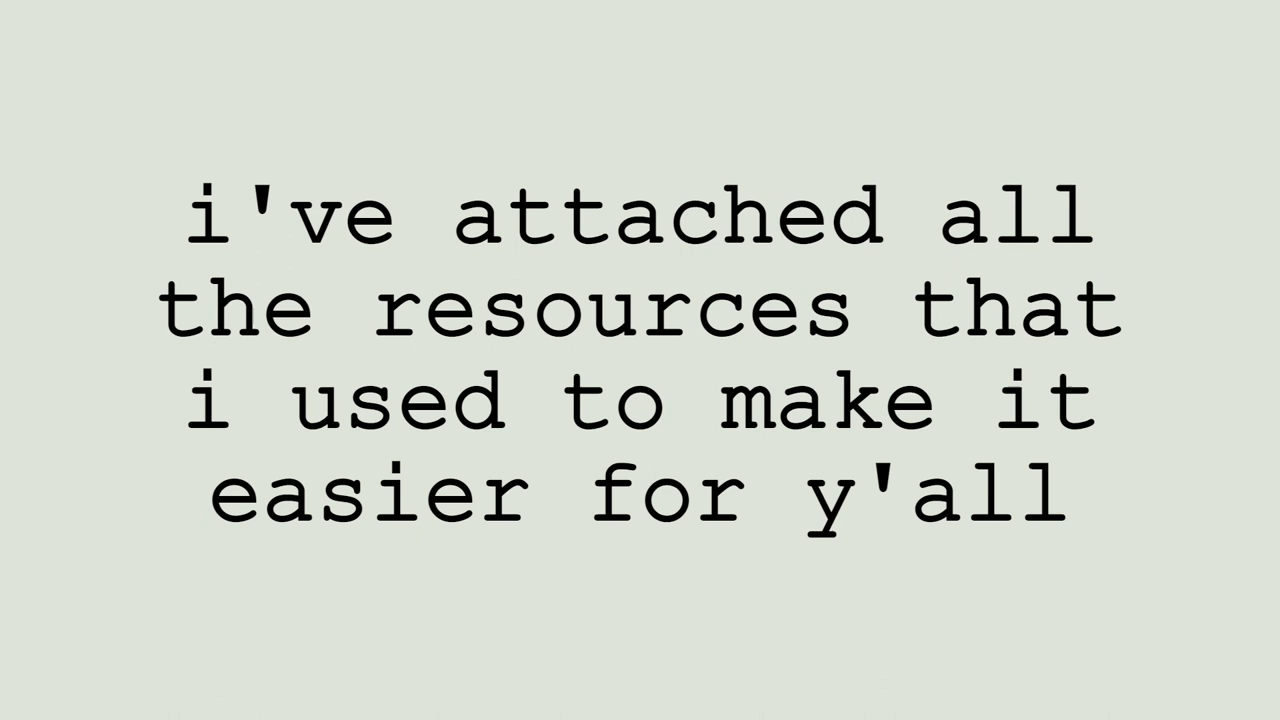 i've attached all
the resources that
i used to make it
easier for y'all